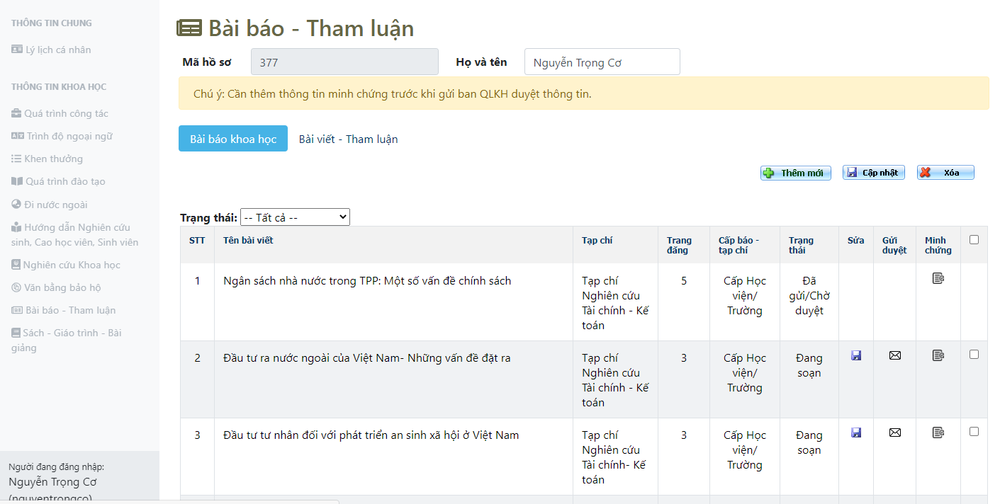 THÔNG TIN CHUNG
Lý lịch cá nhân
THÔNG TIN KHOA HỌC
Quá trình công tác
Trình độ ngoại ngữ
Khen thưởng
Quá trình đào tạo
Đi nước ngoài
Hướng dẫn Nghiên cứu
sinh, Cao học viên, Sinh viên
Nghiên cứu Khoa học
Văn bằng bảo hộ
Bài báo - Tham luận
Sách - Giáo trình - Bài
giảng
Người đang đăng nhập:
Nguyễn Trọng Cơ
(nguyentrongco)
Bài báo - Tham luận
Mã hồ sơ 377 Họ và tên Nguyễn Trọng Cơ
Chú ý: Cần thêm thông tin minh chứng trước khi gửi ban QLKH duyệt thông tin.
Bài báo khoa học Bài viết - Tham luận
Thêm mới Cập nhật Xóa
Trạng thái: -- Tất cả --
STT Tên bài viết Tạp chí Trang đăng Cấp báo - tạp chí Trạng thái Sửa Gửi duyệt Minh chứng
1 Ngân sách nhà nước trong TPP: Một số vấn đề chính sách Tạp chí 5 Cấp Học Đã
Nghiên cứu viện/ gửi/Chờ
Tài chính - Kế Trường duyệt
toán
2 Đầu tư ra nước ngoài của Việt Nam- Những vấn đề đặt ra Tạp chí 3 Cấp Học Đang
Nghiên cứu viện/ soạn
Tài chính - Kế Trường
toán
3 Đầu tư tư nhân đối với phát triển an sinh xã hội ở Việt Nam Tạp chí 3 Cấp Học Đang
Nghiên cứu viện/ soạn
Tài chính- Kế Trường
toán